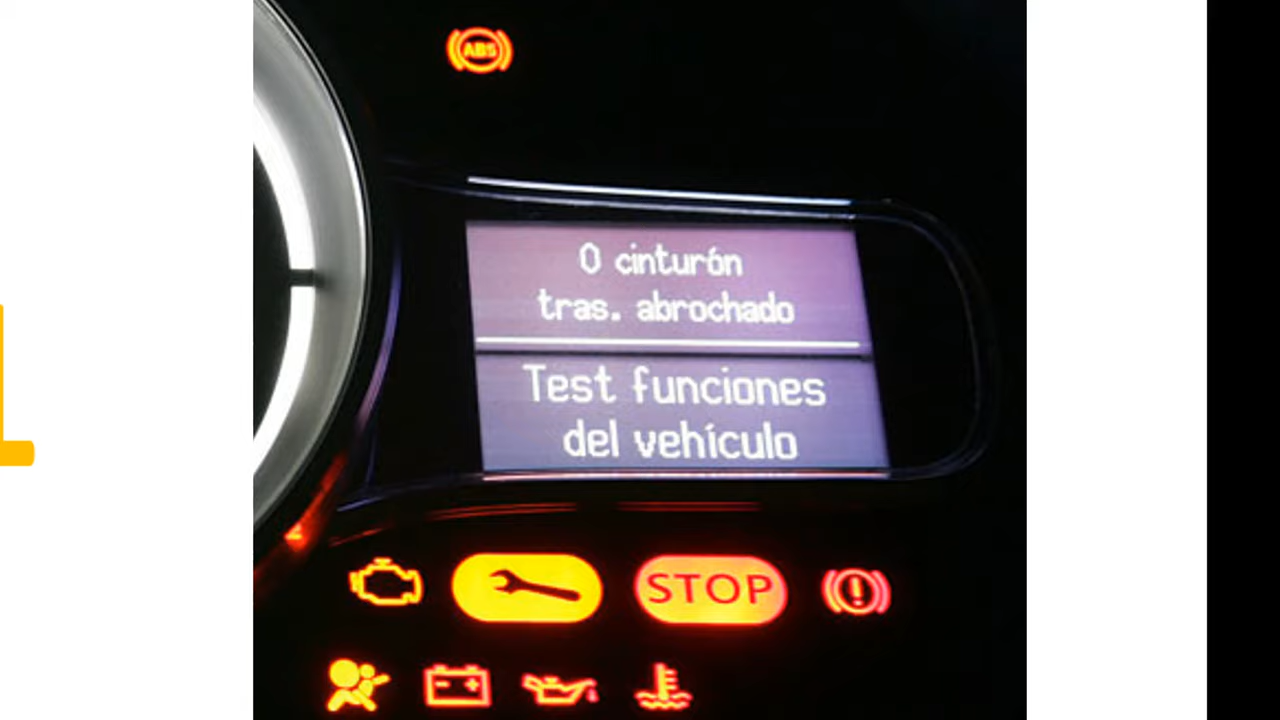 ABS
0 cinturón
tras. abrochado
Test funciones
del vehículo
STOP